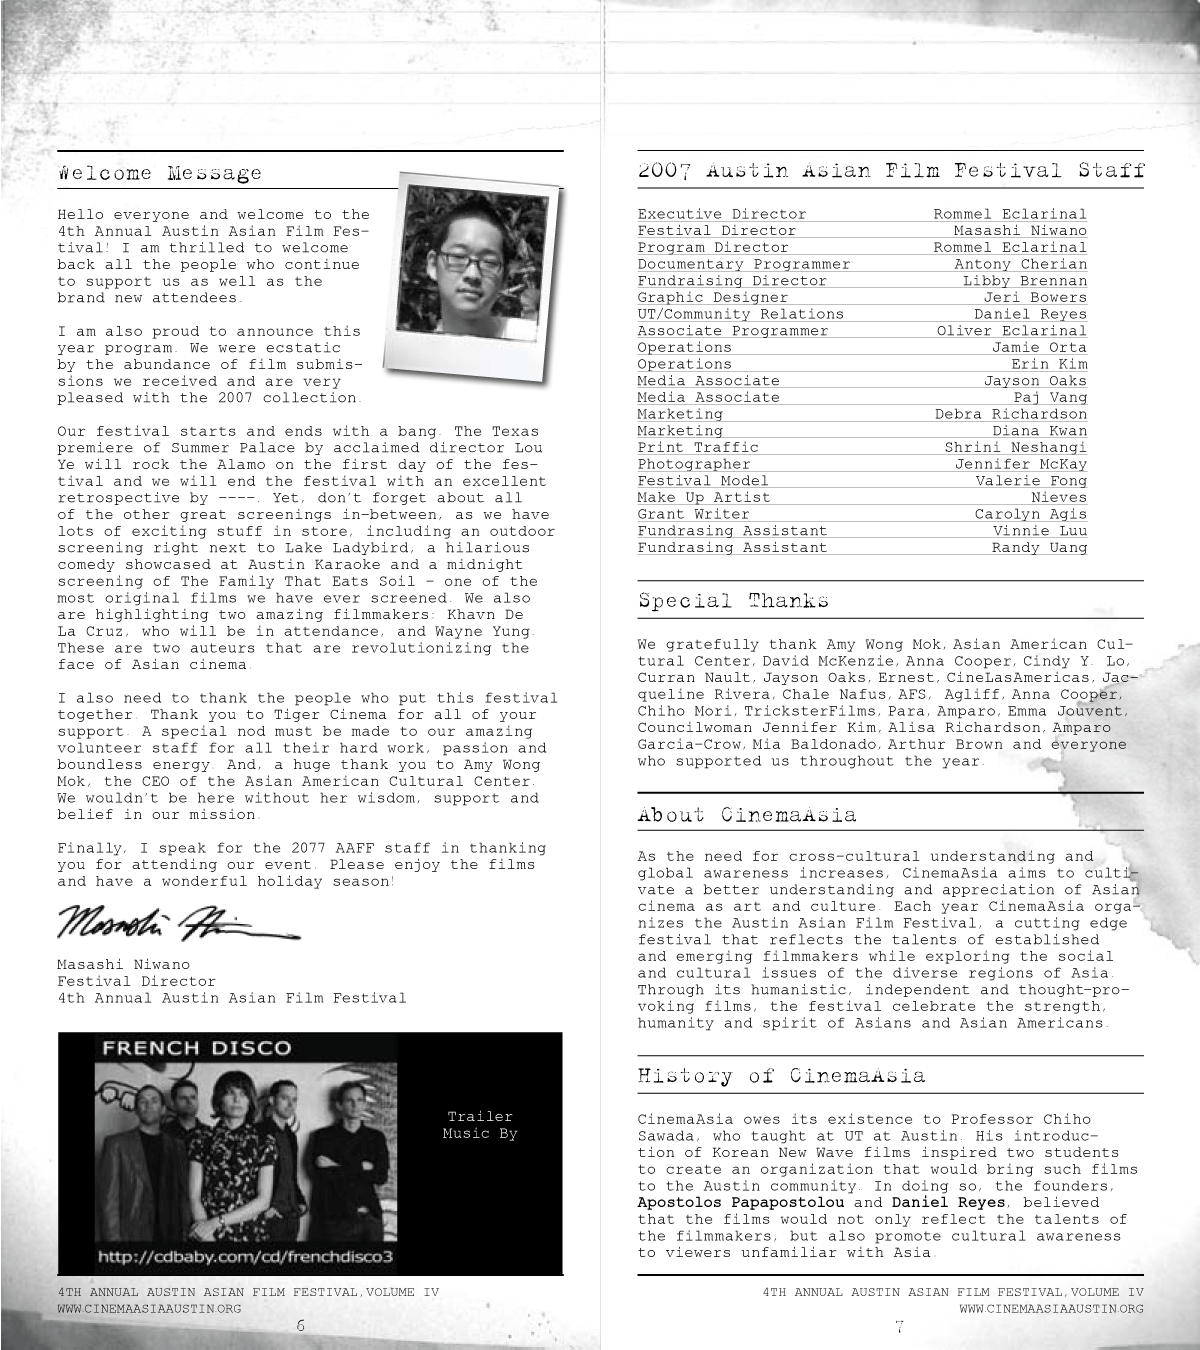 Welcome Message
Hello everyone and welcome to the
4th Annual Austin Asian Film Fes-
tival! I am thrilled to welcome
back all the people who continue
to support us as well as the
brand new attendees.
I am also proud to announce this
year program. We were ecstatic
by the abundance of film submis-
sions we received and are very
pleased with the 2007 collection.
Our festival starts and ends with a bang. The Texas
premiere of Summer Palace by acclaimed director Lou
Ye will rock the Alamo on the first day of the fes-
tival and we will end the festival with an excellent
retrospective by ----. Yet, don't forget about all
of the other great screenings in-between, as we have
lots of exciting stuff in store, including an outdoor
screening right next to Lake Ladybird, a hilarious
comedy showcased at Austin Karaoke and a midnight
screening of The Family That Eats Soil - one of the
most original films we have ever screened. We also
are highlighting two amazing filmmakers: Khavn De
La Cruz, who will be in attendance, and Wayne Yung.
These are two auteurs that are revolutionizing the
face of Asian cinema.
I also need to thank the people who put this festival
together. Thank you to Tiger Cinema for all of your
support. A special nod must be made to our amazing
volunteer staff for all their hard work, passion and
boundless energy. And, a huge thank you to Amy Wong
Mok, the CEO of the Asian American Cultural Center.
We wouldn't be here without her wisdom, support and
belief in our mission.
Finally, I speak for the 2077 AAFF staff in thanking
you for attending our event. Please enjoy the films
and have a wonderful holiday season!
Masashi Niwano
Festival Director
4th Annual Austin Asian Film Festival
FRENCH DISCO
Trailer
Music By
http://cdbaby.com/cd/frenchdisco3
4TH ANNUAL AUSTIN ASIAN FILM FESTIVAL, VOLUME IV
WWW.CINEMAASIAAUSTIN.ORG
6
2007 Austin Asian Film Festival Staff
Executive Director Rommel Eclarinal
Festival Director Masashi Niwano
Program Director Rommel Eclarinal
Documentary Programmer Antony Cherian
Fundraising Director Libby Brennan
Graphic Designer Jeri Bowers
UT/Community Relations Daniel Reyes
Associate Programmer Oliver Eclarinal
Operations Jamie Orta
Operations Erin Kim
Media Associate Jayson Oaks
Media Associate Paj Vang
Marketing Debra Richardson
Marketing Diana Kwan
Print Traffic Shrini Neshangi
Photographer Jennifer McKay
Festival Model Valerie Fong
Make Up Artist Nieves
Grant Writer Carolyn Agis
Fundrasing Assistant Vinnie Luu
Fundrasing Assistant Randy Uang
Special Thanks
We gratefully thank Amy Wong Mok, Asian American Cul-
tural Center, David McKenzie, Anna Cooper, Cindy Y. Lo,
Curran Nault, Jayson Oaks, Ernest, CineLasAmericas, Jac-
queline Rivera, Chale Nafus, AFS, Agliff, Anna Cooper,
Chiho Mori, TricksterFilms, Para, Amparo, Emma Jouvent,
Councilwoman Jennifer Kim, Alisa Richardson, Amparo
Garcia-Crow, Mia Baldonado, Arthur Brown and everyone
who supported us throughout the year.
About CinemaAsia
As the need for cross-cultural understanding and
global awareness increases, CinemaAsia aims to culti-
vate a better understanding and appreciation of Asian
cinema as art and culture. Each year CinemaAsia orga-
nizes the Austin Asian Film Festival, a cutting edge
festival that reflects the talents of established
and emerging filmmakers while exploring the social
and cultural issues of the diverse regions of Asia.
Through its humanistic, independent and thought-pro-
voking films, the festival celebrate the strength,
humanity and spirit of Asians and Asian Americans.
History of CinemaAsia
CinemaAsia owes its existence to Professor Chiho
Sawada, who taught at UT at Austin. His introduc-
tion of Korean New Wave films inspired two students
to create an organization that would bring such films
to the Austin community. In doing so, the founders,
Apostolos Papapostolou and Daniel Reyes, believed
that the films would not only reflect the talents of
the filmmakers, but also promote cultural awareness
to viewers unfamiliar with Asia.
4TH ANNUAL AUSTIN ASIAN FILM FESTIVAL, VOLUME IV
WWW.CINEMAASIAAUSTIN.ORG
7